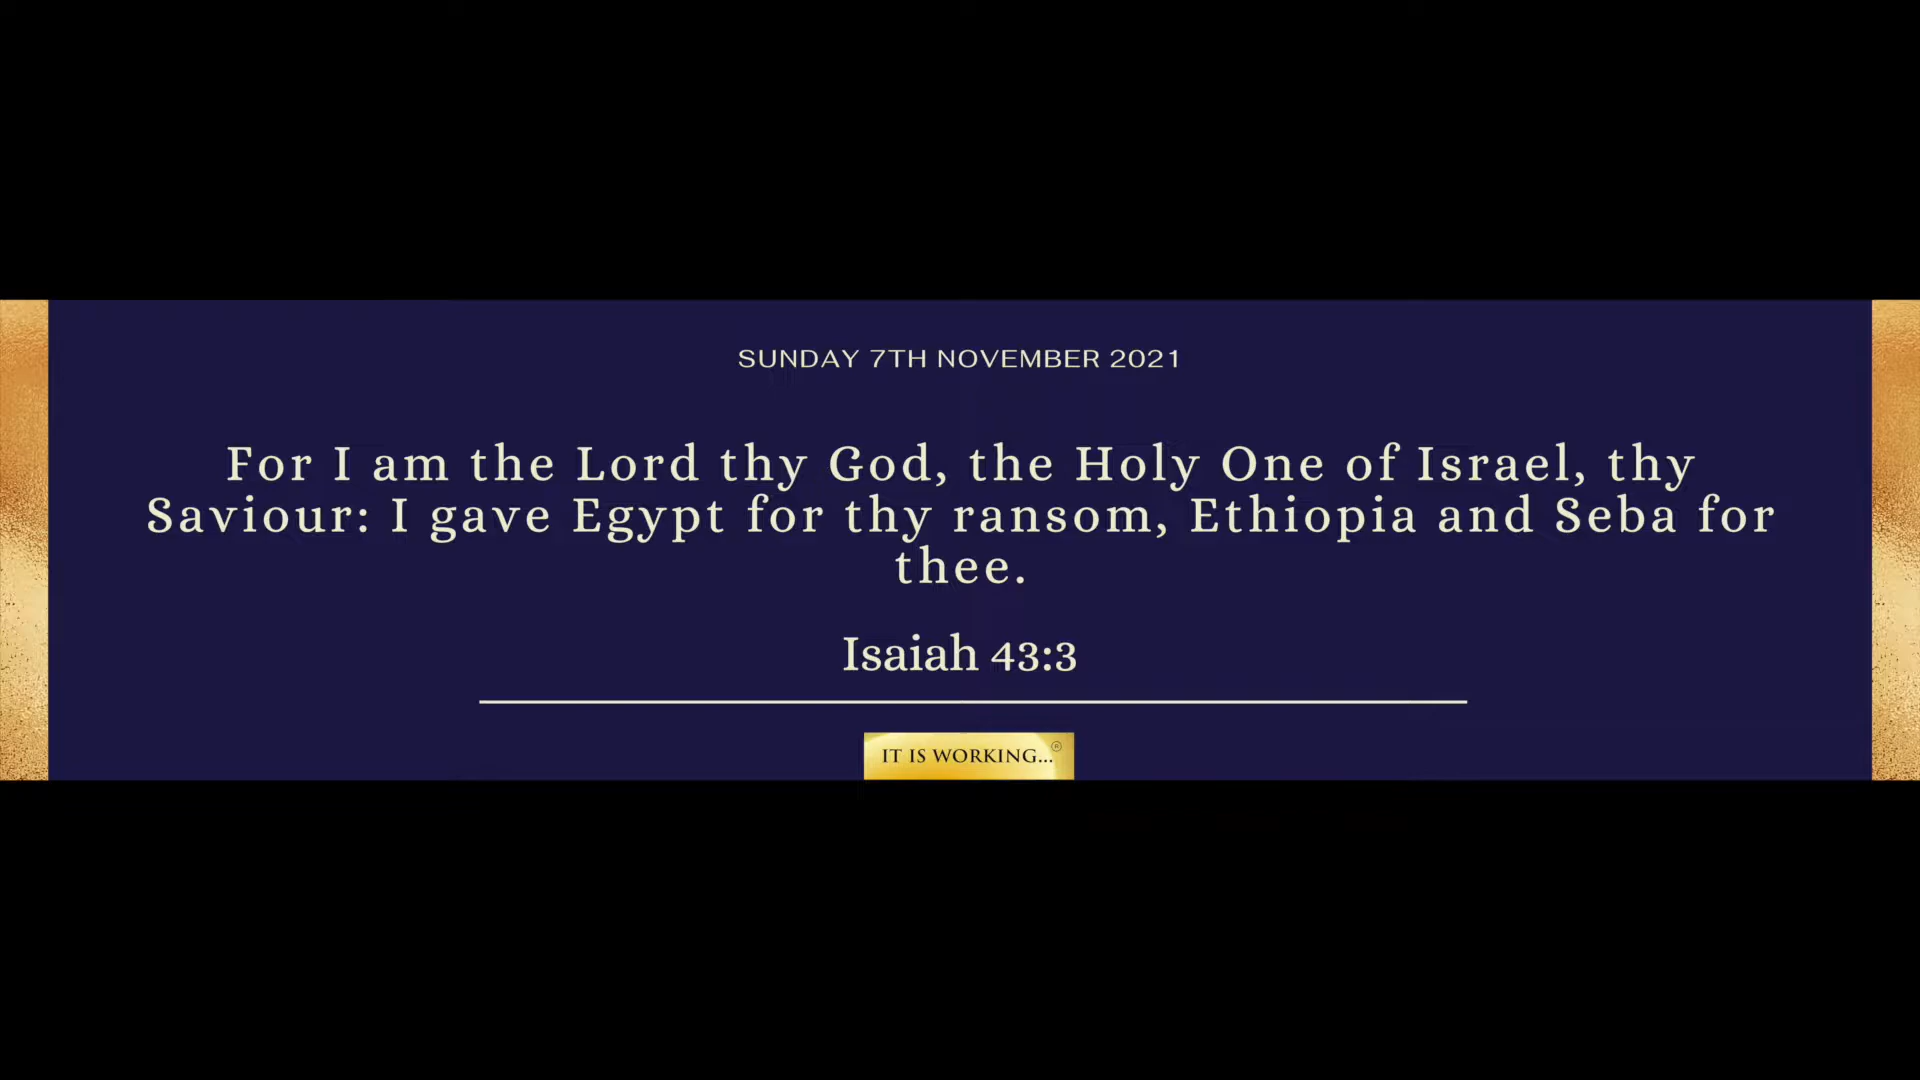 SUNDAY 7TH NOVEMBER 2021
For I am the Lord thy God, the Holy One of Israel, thy
Saviour: I gave Egypt for thy ransom, Ethiopia and Seba for
thee.
Isaiah 43:3
IT IS WORKING...®